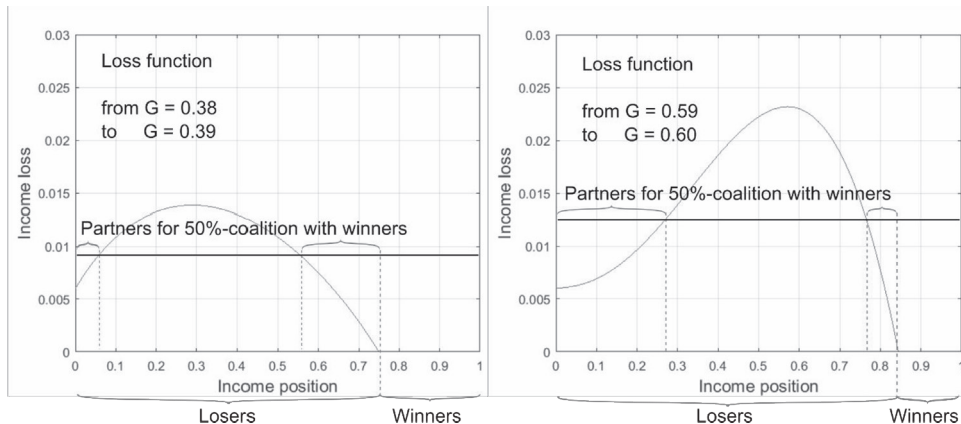 0.03
0.025
0.02
0.015
0.01
0.005
0
Income loss
Loss function
from G = 0.38
to G = 0.39
Partners for 50%-coalition with winners
0 0.1 0.2 0.3 0.4 0.5 0.6 0.7 0.8 0.9 1
Income position
Losers Winners
0.03
0.025
0.02
0.015
0.01
0.005
0
Income loss
Loss function
from G = 0.59
to G = 0.60
Partners for 50%-coalition with winners
0 0.1 0.2 0.3 0.4 0.5 0.6 0.7 0.8 0.9 1
Income position
Losers Winners